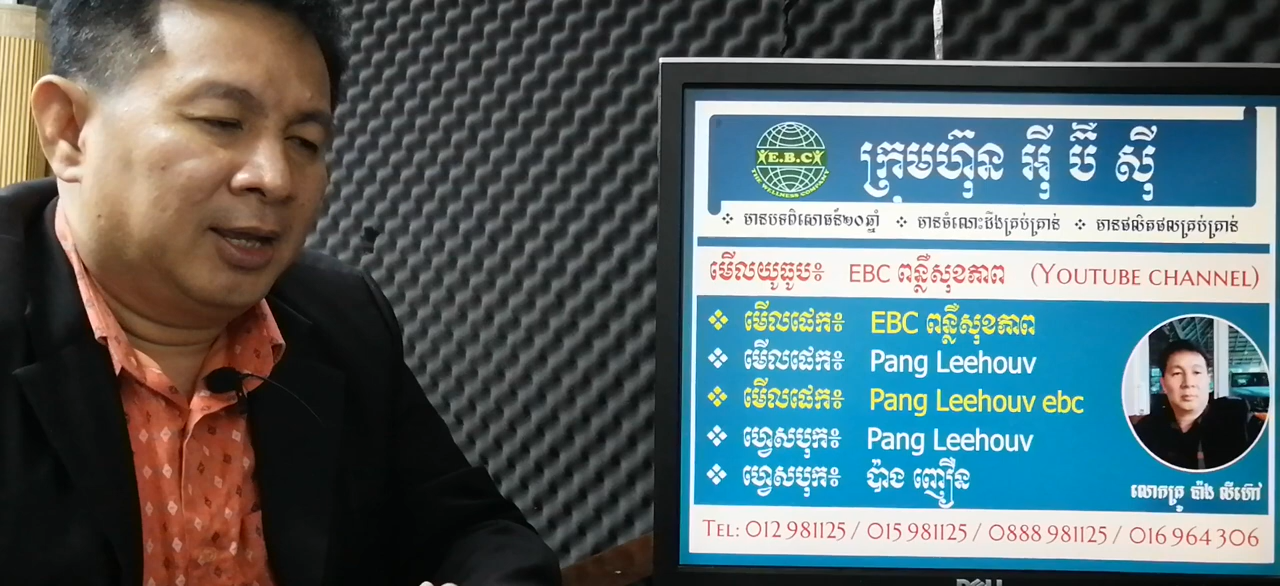 E.B.C
THE WELLNESS COMPANY
ក្រុមហ៊ុន អ៊ី ប៊ី ស៊ី
❖ មានបទពិសោធន៍២០ឆ្នាំ ❖ មានចំណេះដឹងគ្រប់គ្រាន់ ❖ មានផលិតផលគ្រប់គ្រាន់
មើលយូធូប៖ EBC ពន្លឺសុខភាព (YOUTUBE CHANNEL)
❖ មើលផេក៖ EBC ពន្លឺសុខភាព
❖ មើលផេក៖ Pang Leehouv
❖ មើលផេក៖ Pang Leehouv ebc
❖ ហ្វេសបុក៖ Pang Leehouv
❖ ហ្វេសបុក៖ ប៉ាង ញឿន
លោកគ្រូ ប៉ាង លីហ៊ៅ
TEL: 012 981125 / 015 981125 / 0888 981125 / 016 964 306